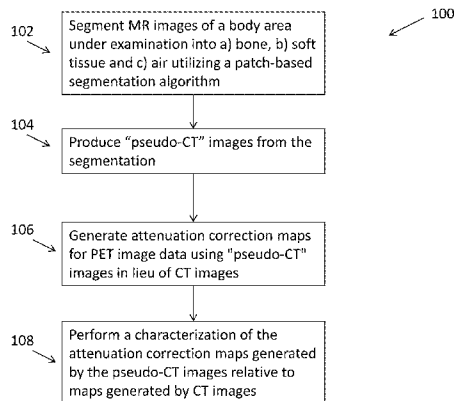 100
102
Segment MR images of a body area
under examination into a) bone, b) soft
tissue and c) air utilizing a patch-based
segmentation algorithm
104
Produce “pseudo-CT” images from the
segmentation
106
Generate attenuation correction maps
for PET image data using "pseudo-CT"
images in lieu of CT images
108
Perform a characterization of the
attenuation correction maps generated
by the pseudo-CT images relative to
maps generated by CT images